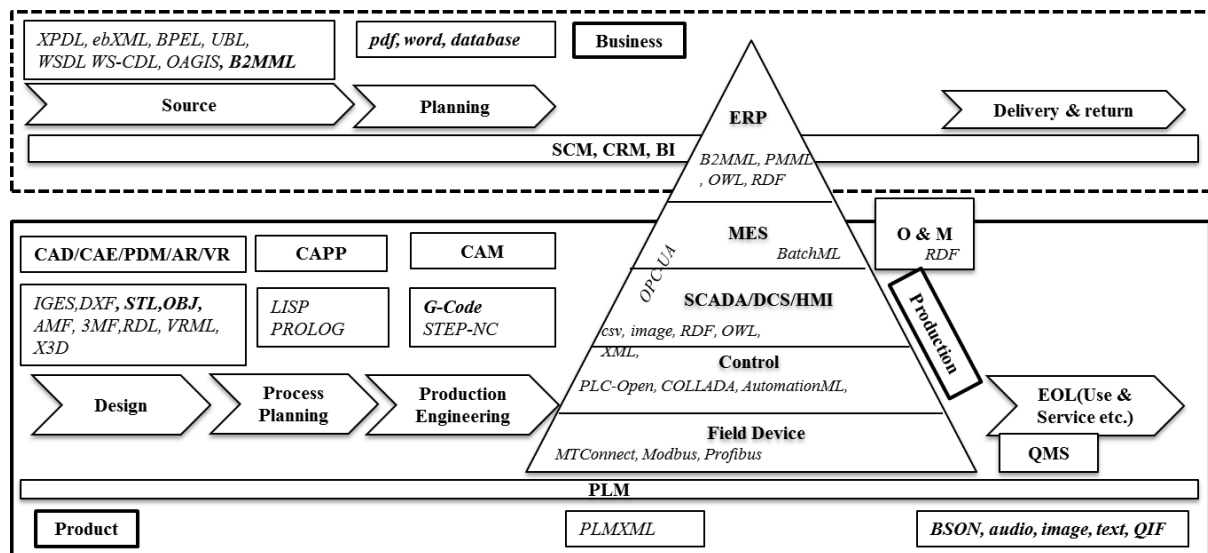 XPDL, ebXML, BPEL, UBL,
WSDL WS-CDL, OAGIS, B2MML
pdf, word, database
Business
Source
Planning
ERP
Delivery & return
SCM, CRM, BI
B2MML, PMML
, OWL, RDF
CAD/CAE/PDM/AR/VR
CAPP
CAM
MES
BatchML
O & M
RDF
OPC-UA
IGES,DXF, STL,OBJ,
AMF, 3MF,RDL, VRML,
X3D
LISP
PROLOG
G-Code
STEP-NC
SCADA/DCS/HMI
csv, image, RDF, OWL,
XML,
Production
Control
PLC-Open, COLLADA, AutomationML,
Design
Process
Planning
Production
Engineering
EOL(Use &
Service etc.)
Field Device
MTConnect, Modbus, Profibus
QMS
PLM
Product
PLMXML
BSON, audio, image, text, QIF